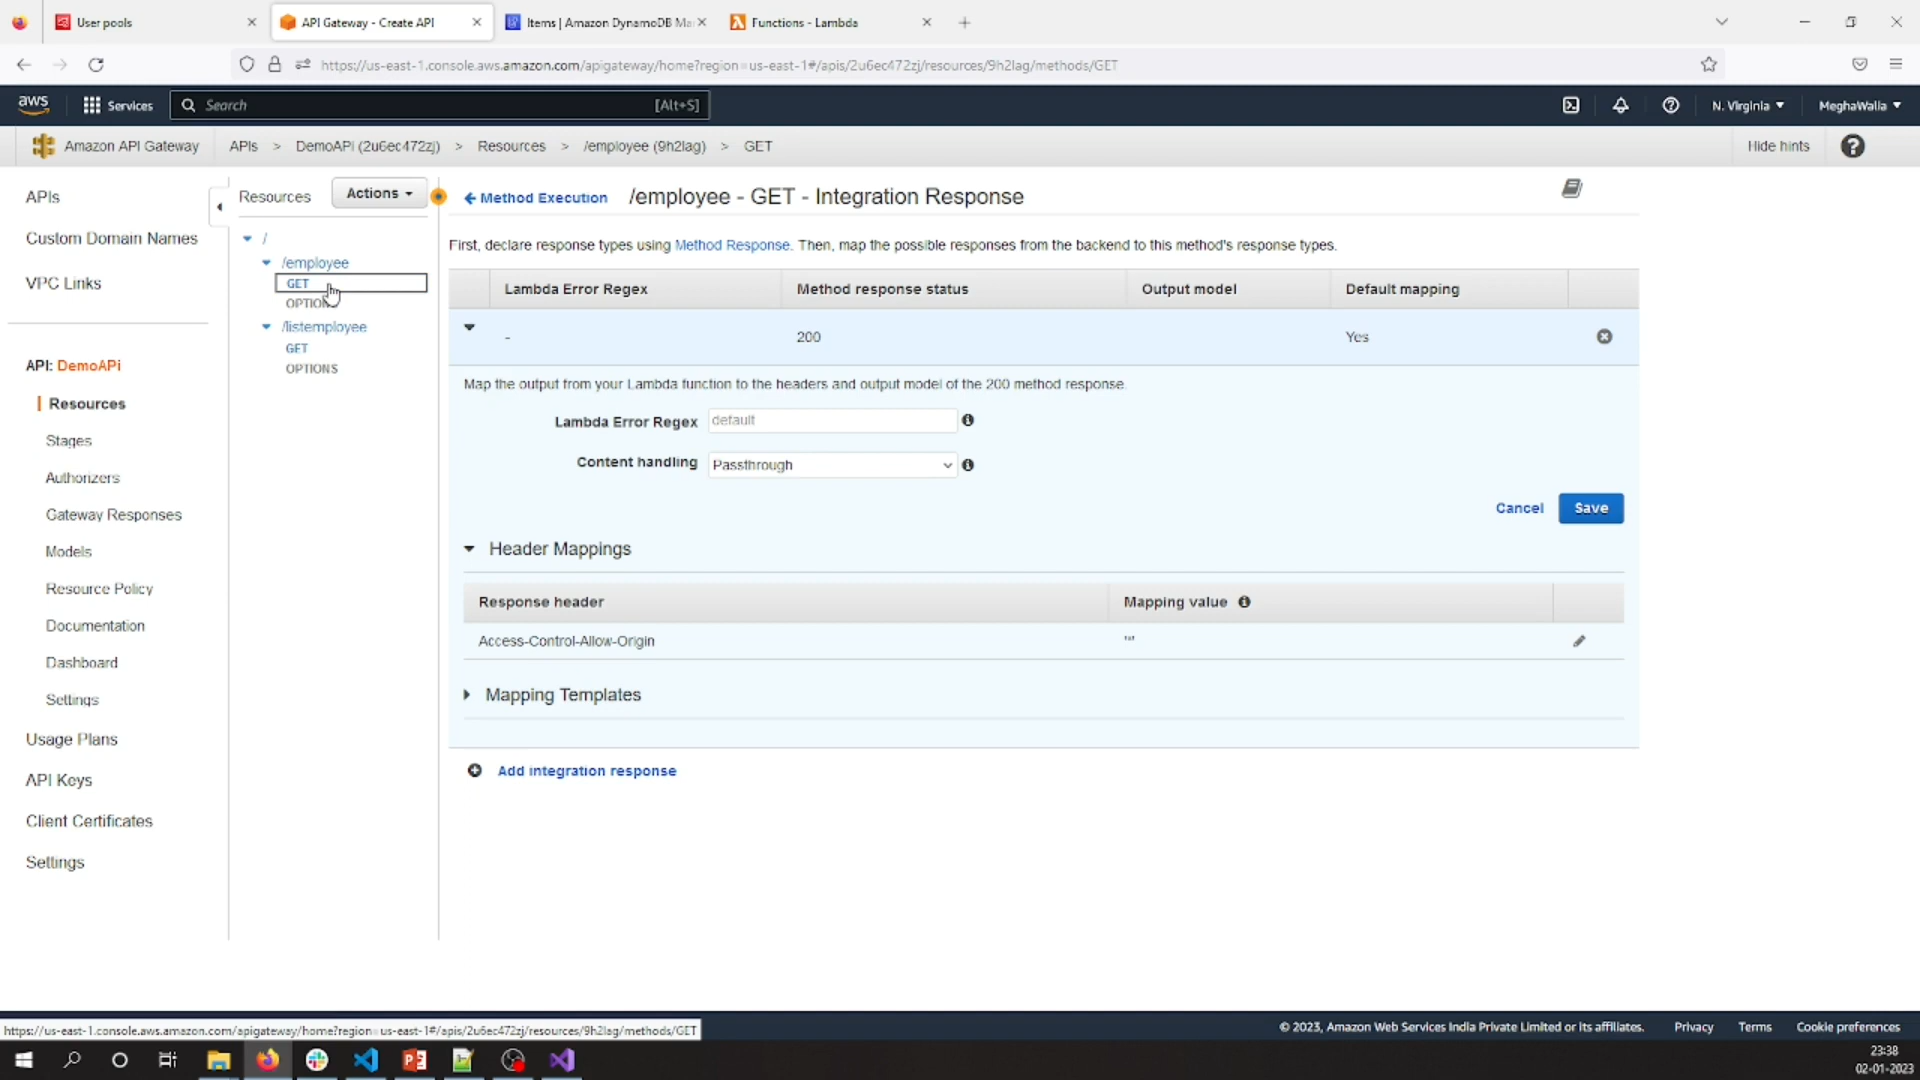 User pools
API Gateway - Create API
Items | Amazon DynamoDB Ma
Functions - Lambda
https://us-east-1.console.aws.amazon.com/apigateway/home?region=us-east-1#/apis/2u6ec472zj/resources/9h2lag/methods/GET
aws
Services
Search
[Alt+S]
N. Virginia
MeghaWalia
Amazon API Gateway
APIs > DemoAPi (2u6ec472zj) > Resources > /employee (9h2lag) > GET
Hide hints
APIs
Custom Domain Names
VPC Links
API: DemoAPi
Resources
Stages
Authorizers
Gateway Responses
Models
Resource Policy
Documentation
Dashboard
Settings
Usage Plans
API Keys
Client Certificates
Settings
Resources
Actions
/
/employee
GET
OPTION
/listemployee
GET
OPTIONS
Method Execution
/employee - GET - Integration Response
First, declare response types using Method Response. Then, map the possible responses from the backend to this method's response types.
Lambda Error Regex Method response status Output model Default mapping
- 200 Yes
Map the output from your Lambda function to the headers and output model of the 200 method response.
Lambda Error Regex default
Content handling Passthrough
Cancel Save
Header Mappings
Response header Mapping value
Access-Control-Allow-Origin '*'
Mapping Templates
Add integration response
https://us-east-1.console.aws.amazon.com/apigateway/home?region=us-east-1#/apis/2u6ec472zj/resources/9h2lag/methods/GET
© 2023, Amazon Web Services India Private Limited or its affiliates. Privacy Terms Cookie preferences
23:38
02-01-2023